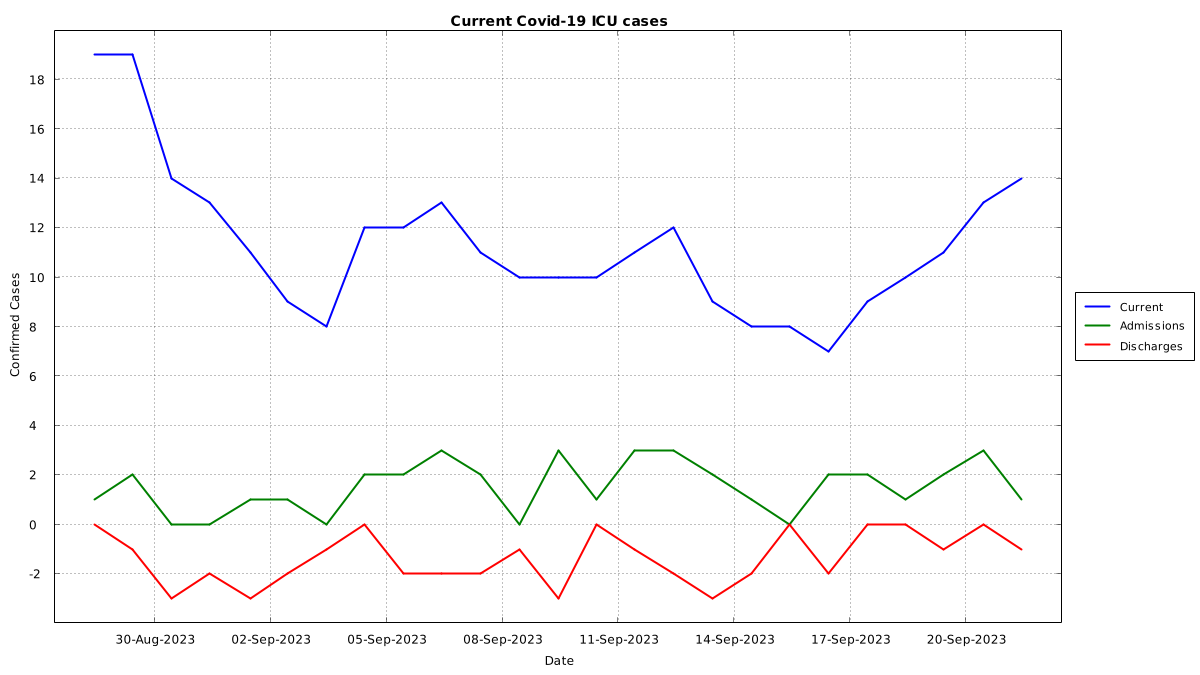 Current Covid-19 ICU cases
Confirmed Cases
18
16
14
12
10
8
6
4
2
0
-2
30-Aug-2023
02-Sep-2023
05-Sep-2023
08-Sep-2023
11-Sep-2023
14-Sep-2023
17-Sep-2023
20-Sep-2023
Date
Current
Admissions
Discharges